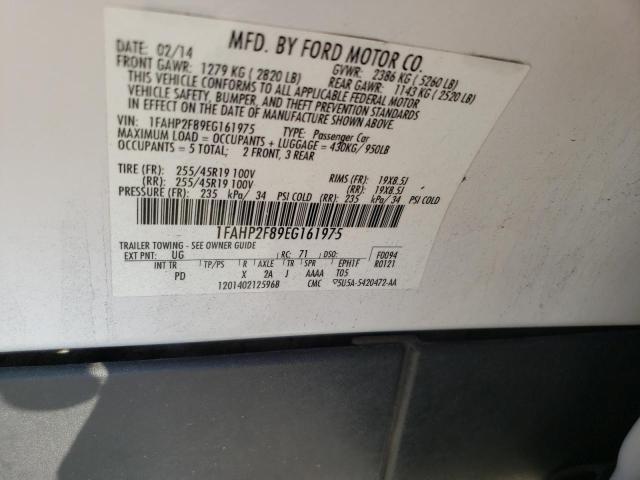 MFD. BY FORD MOTOR CO.
DATE: 02/14 GVWR: 2386 KG (5260 LB)
FRONT GAWR: 1279 KG (2820 LB) REAR GAWR: 1143 KG (2520 LB)
THIS VEHICLE CONFORMS TO ALL APPLICABLE FEDERAL MOTOR
VEHICLE SAFETY, BUMPER, AND THEFT PREVENTION STANDARDS
IN EFFECT ON THE DATE OF MANUFACTURE SHOWN ABOVE.
VIN: 1FAHP2F89EG161975 TYPE: Passenger Car
MAXIMUM LOAD = OCCUPANTS + LUGGAGE = 430KG/950LB
OCCUPANTS = 5 TOTAL; 2 FRONT, 3 REAR
TIRE (FR): 255/45R19 100V RIMS (FR): 19X8.5J
(RR): 255/45R19 100V (RR): 19X8.5J
PRESSURE (FR): 235 kPa/ 34 PSI COLD (RR): 235 kPa/ 34 PSI COLD
1FAHP2F89EG161975
TRAILER TOWING - SEE OWNER GUIDE
EXT PNT: UG RC: 71 DSO: F0094
INT TR TP/PS R AXLE TR SPR EPH1F R0121
PD X 2A J AAAA T05
1201402125968 CMC 5U5A-5420472-AA